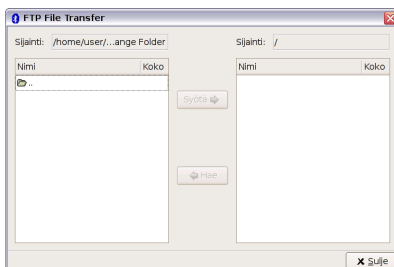 FTP File Transfer
Sijainti: /home/user/...ange Folder
Sijainti: /
Nimi Koko
Nimi Koko
..
Syötä
Hae
Sulje